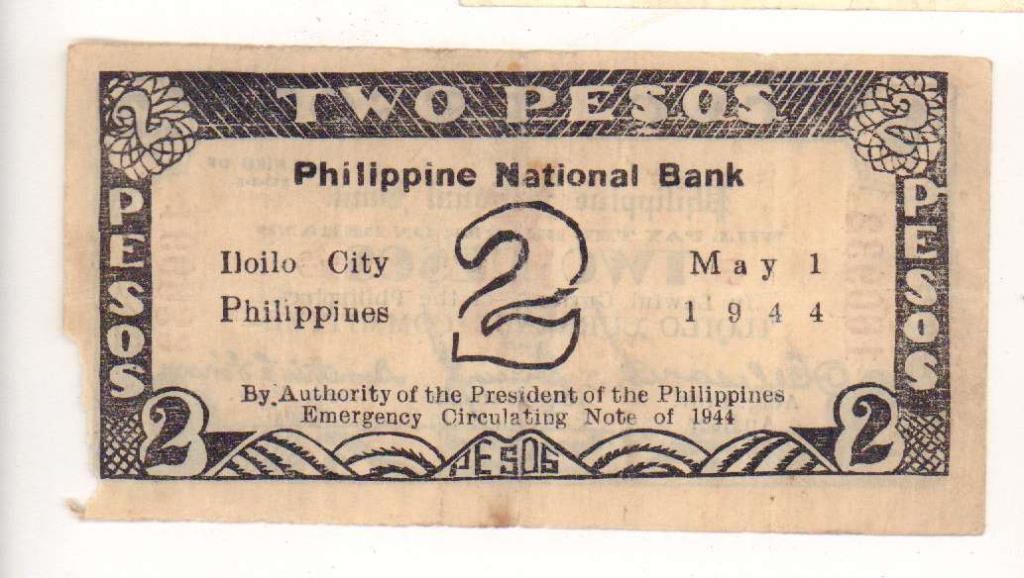 2 TWO PESOS 2
PESOS
PESOS
Philippine National Bank
2
Iloilo City
Philippines
May 1
1944
By Authority of the President of the Philippines
Emergency Circulating Note of 1944
2 PESOS 2